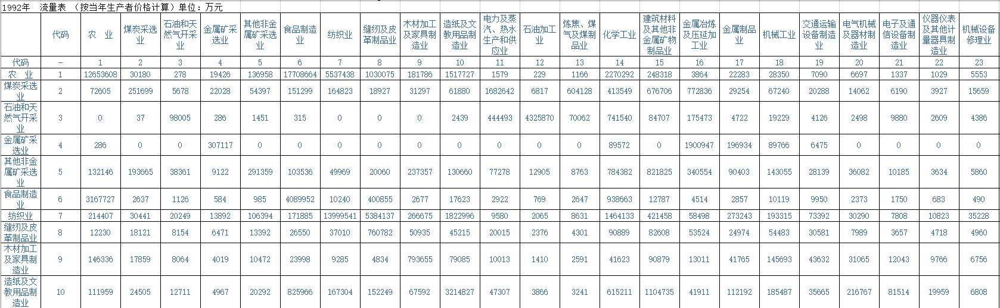 1992年　流量表　（按当年生产者价格计算）单位：万元
代码 农　业 煤炭采选业 石油和天然气开采业 金属矿采选业 其他非金属矿采选业 食品制造业 纺织业 缝纫及皮革制品业 木材加工及家具制造业 造纸及文教用品制造业 电力及蒸汽、热水生产和供应业 石油加工业 炼焦、煤气及煤制品业 化学工业 建筑材料及其他非金属矿物制品业 金属冶炼及压延加工业 金属制品业 机械工业 交通运输设备制造业 电气机械及器材制造业 电子及通信设备制造业 仪器仪表及其他计量器具制造业 机械设备修理业
代码 － 1 2 3 4 5 6 7 8 9 10 11 12 13 14 15 16 17 18 19 20 21 22 23
农　业 1 12653608 30180 278 19426 136958 17708664 5537438 1030075 181786 1517727 1579 229 1166 2270292 248318 3864 22283 28350 7090 6697 1337 1029 5553
煤炭采选业 2 72605 251699 5678 22028 54397 151299 164823 18927 31297 61880 1682642 6817 604128 413549 676706 772836 29254 67240 20288 14062 6190 3927 15659
石油和天然气开采业 3 0 37 98005 286 1451 315 0 0 0 2439 444493 4325870 70062 741540 84707 175473 4722 19229 4126 2498 9880 2609 4386
金属矿采选业 4 286 0 0 307117 0 0 0 0 0 0 0 0 0 89572 0 1900947 196934 89766 6475 0 0 0 0
其他非金属矿采选业 5 132146 193665 38361 9122 291359 103536 49969 20060 237357 130660 77278 12905 8763 784382 821825 340554 90403 143055 28139 36082 10185 3634 5860
食品制造业 6 3167727 2637 1126 584 985 4089952 10240 400855 2677 17623 2922 769 2647 938663 12787 4514 2857 10119 9950 2373 1750 683 490
纺织业 7 214407 30441 20249 13892 106394 171885 13999541 5384137 266675 1822996 9580 2065 8631 1464133 421458 58498 273243 193315 73392 30290 7808 10823 35228
缝纫及皮革制品业 8 12230 18121 8154 6471 13392 26550 37010 760782 50935 45215 20015 2376 4301 90889 82608 53524 24974 54483 30581 7989 3657 4718 4960
木材加工及家具制造业 9 146336 17859 8064 4019 10472 23998 9285 4834 793655 79085 10013 1410 2591 41623 90879 13011 41765 145693 43632 31065 12043 9766 6756
造纸及文教用品制造业 10 111959 24505 12711 4967 20292 825966 167304 152249 67592 3214827 47307 3866 3241 615211 1104735 41911 112192 185487 35665 216767 81514 19959 6808